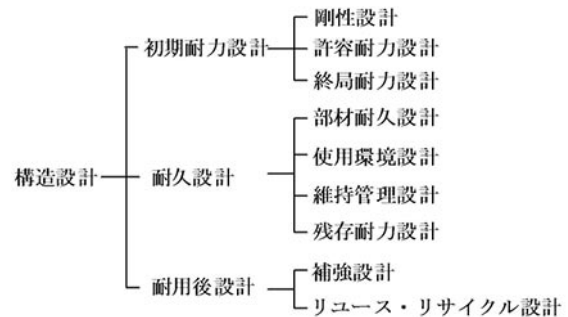 構造設計
初期耐力設計
剛性設計
許容耐力設計
終局耐力設計
耐久設計
部材耐久設計
使用環境設計
維持管理設計
残存耐力設計
耐用後設計
補強設計
リユース・リサイクル設計